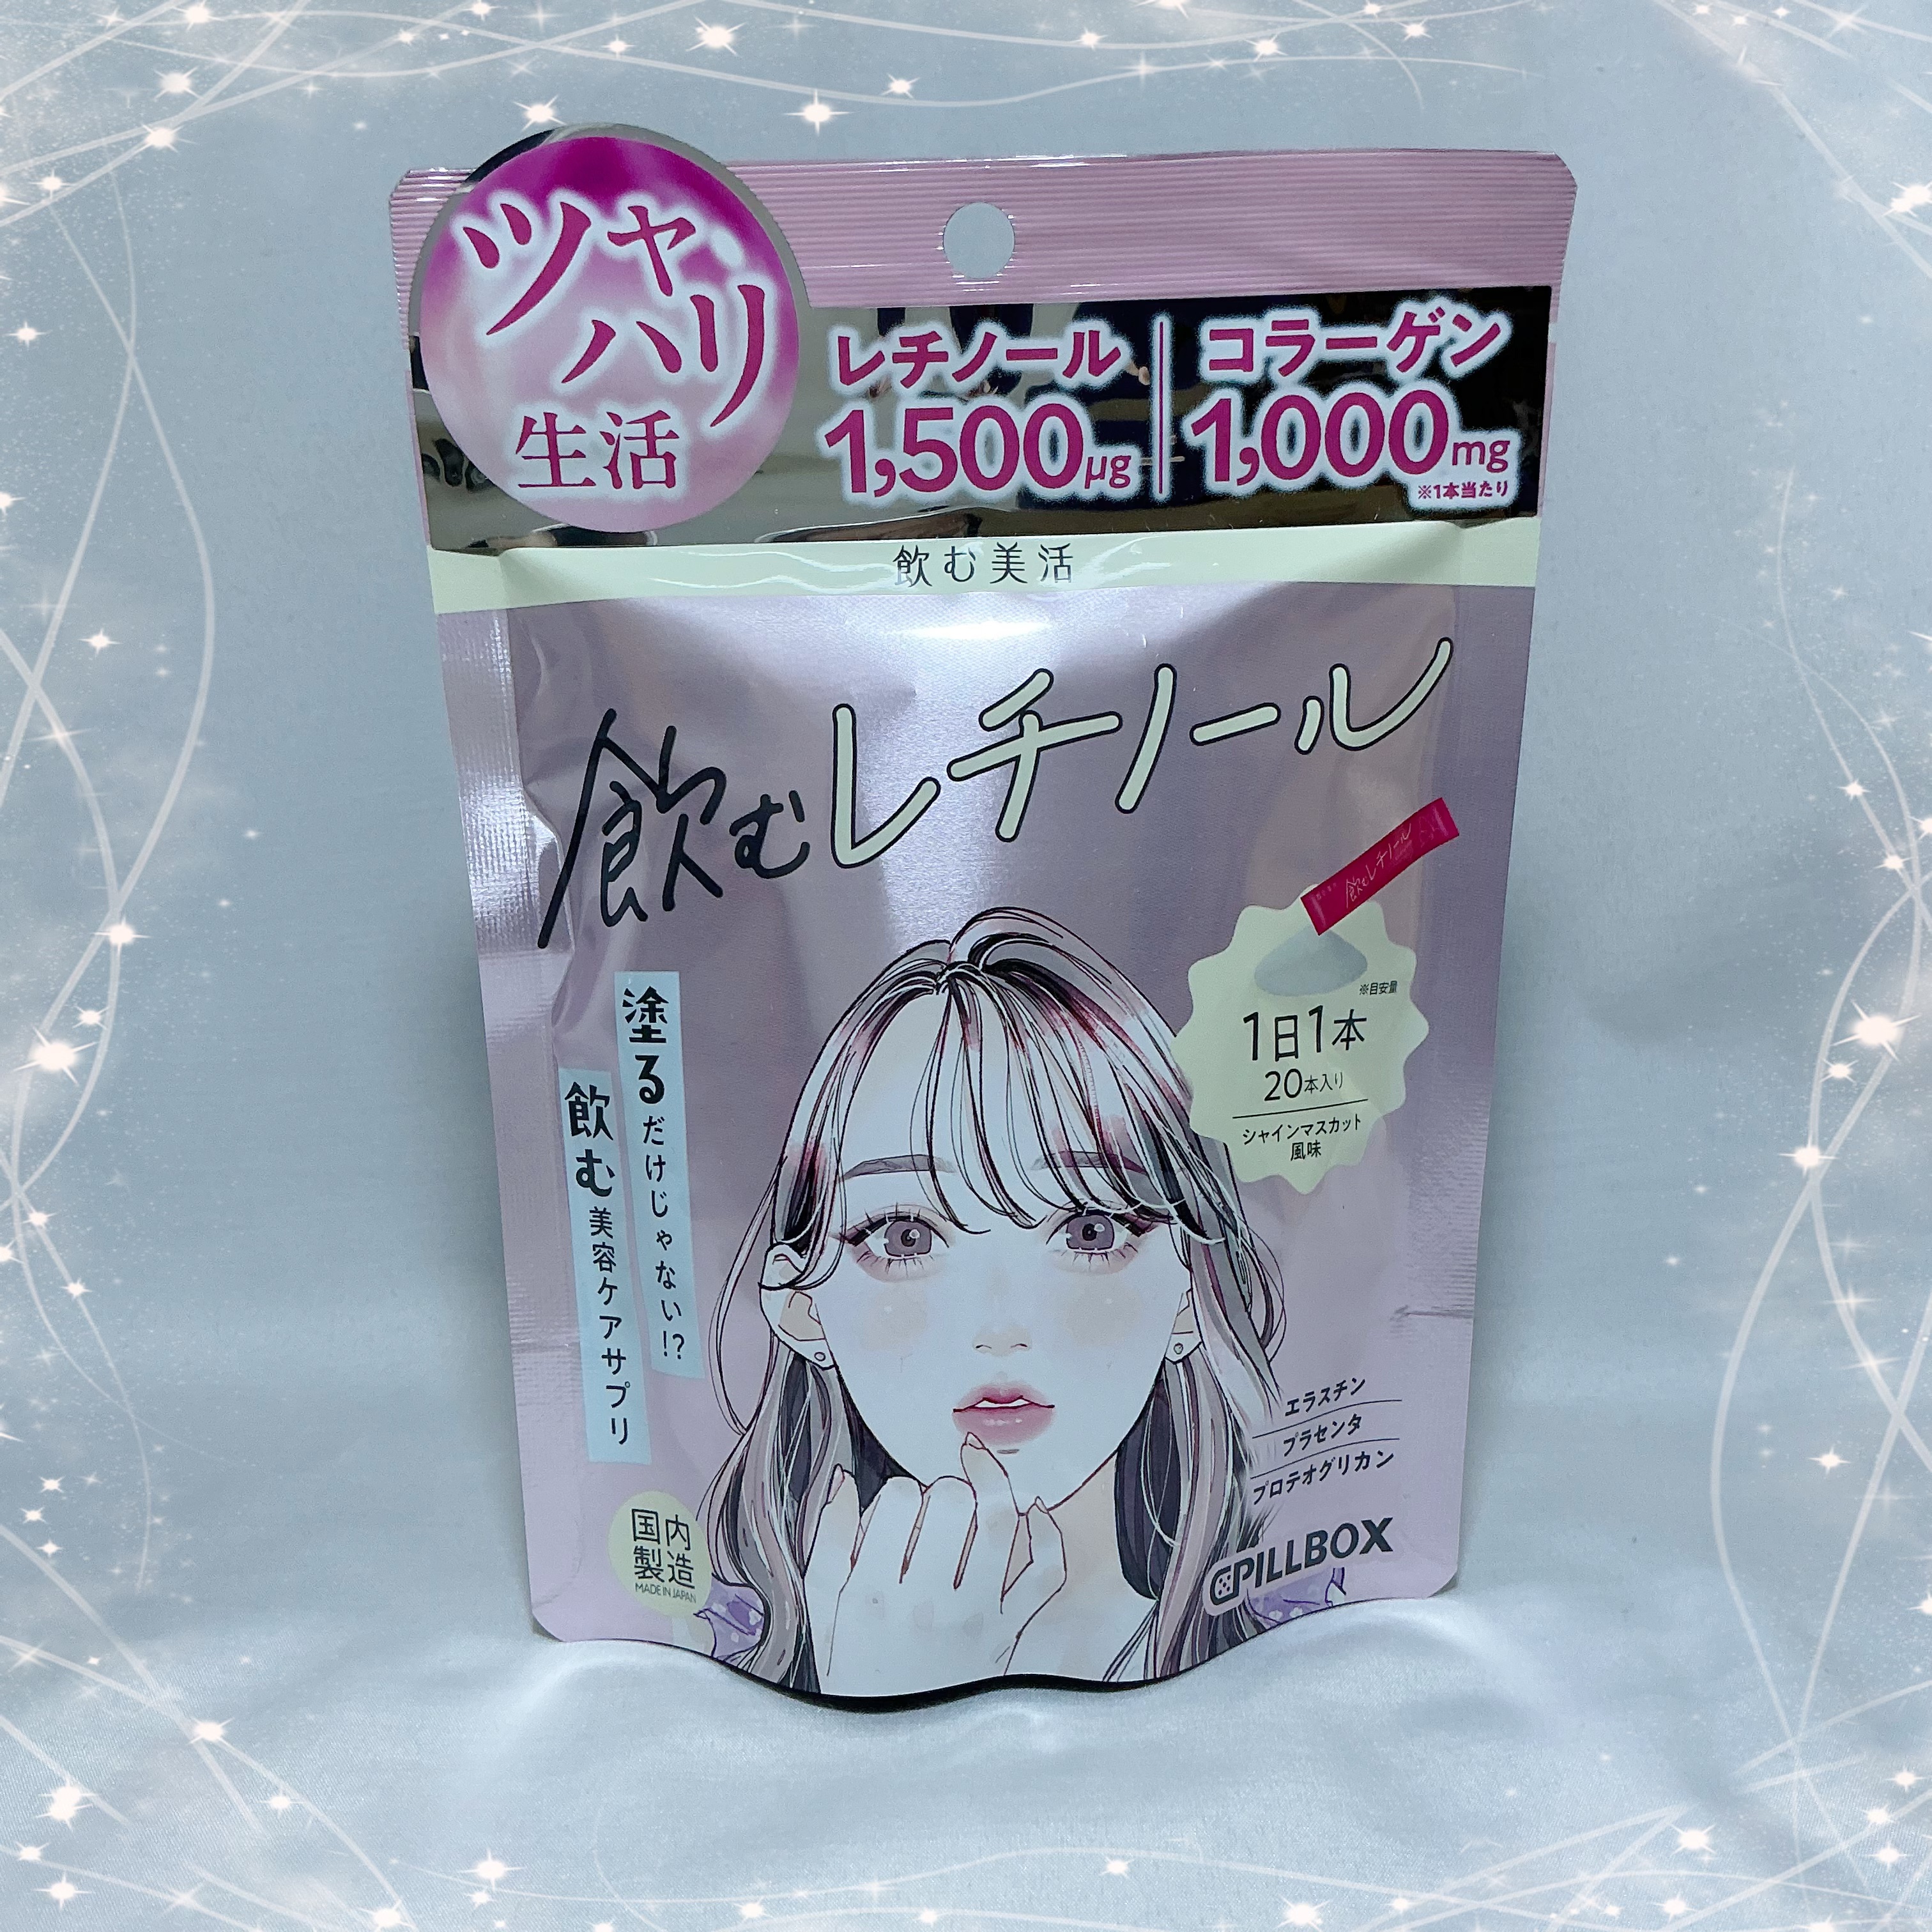 ツヤ・
ハリ
生活
レチノール
1,500μg
コラーゲン
1,000mg
※1本当たり
飲む美活
飲むレチノール
飲むレチノール
※目安量
1日1本
20本入り
シャインマスカット
風味
塗るだけじゃない!?
飲む美容ケアサプリ
エラスチン
プラセンタ
プロテオグリカン
国内
製造
MADE IN JAPAN
PILLBOX